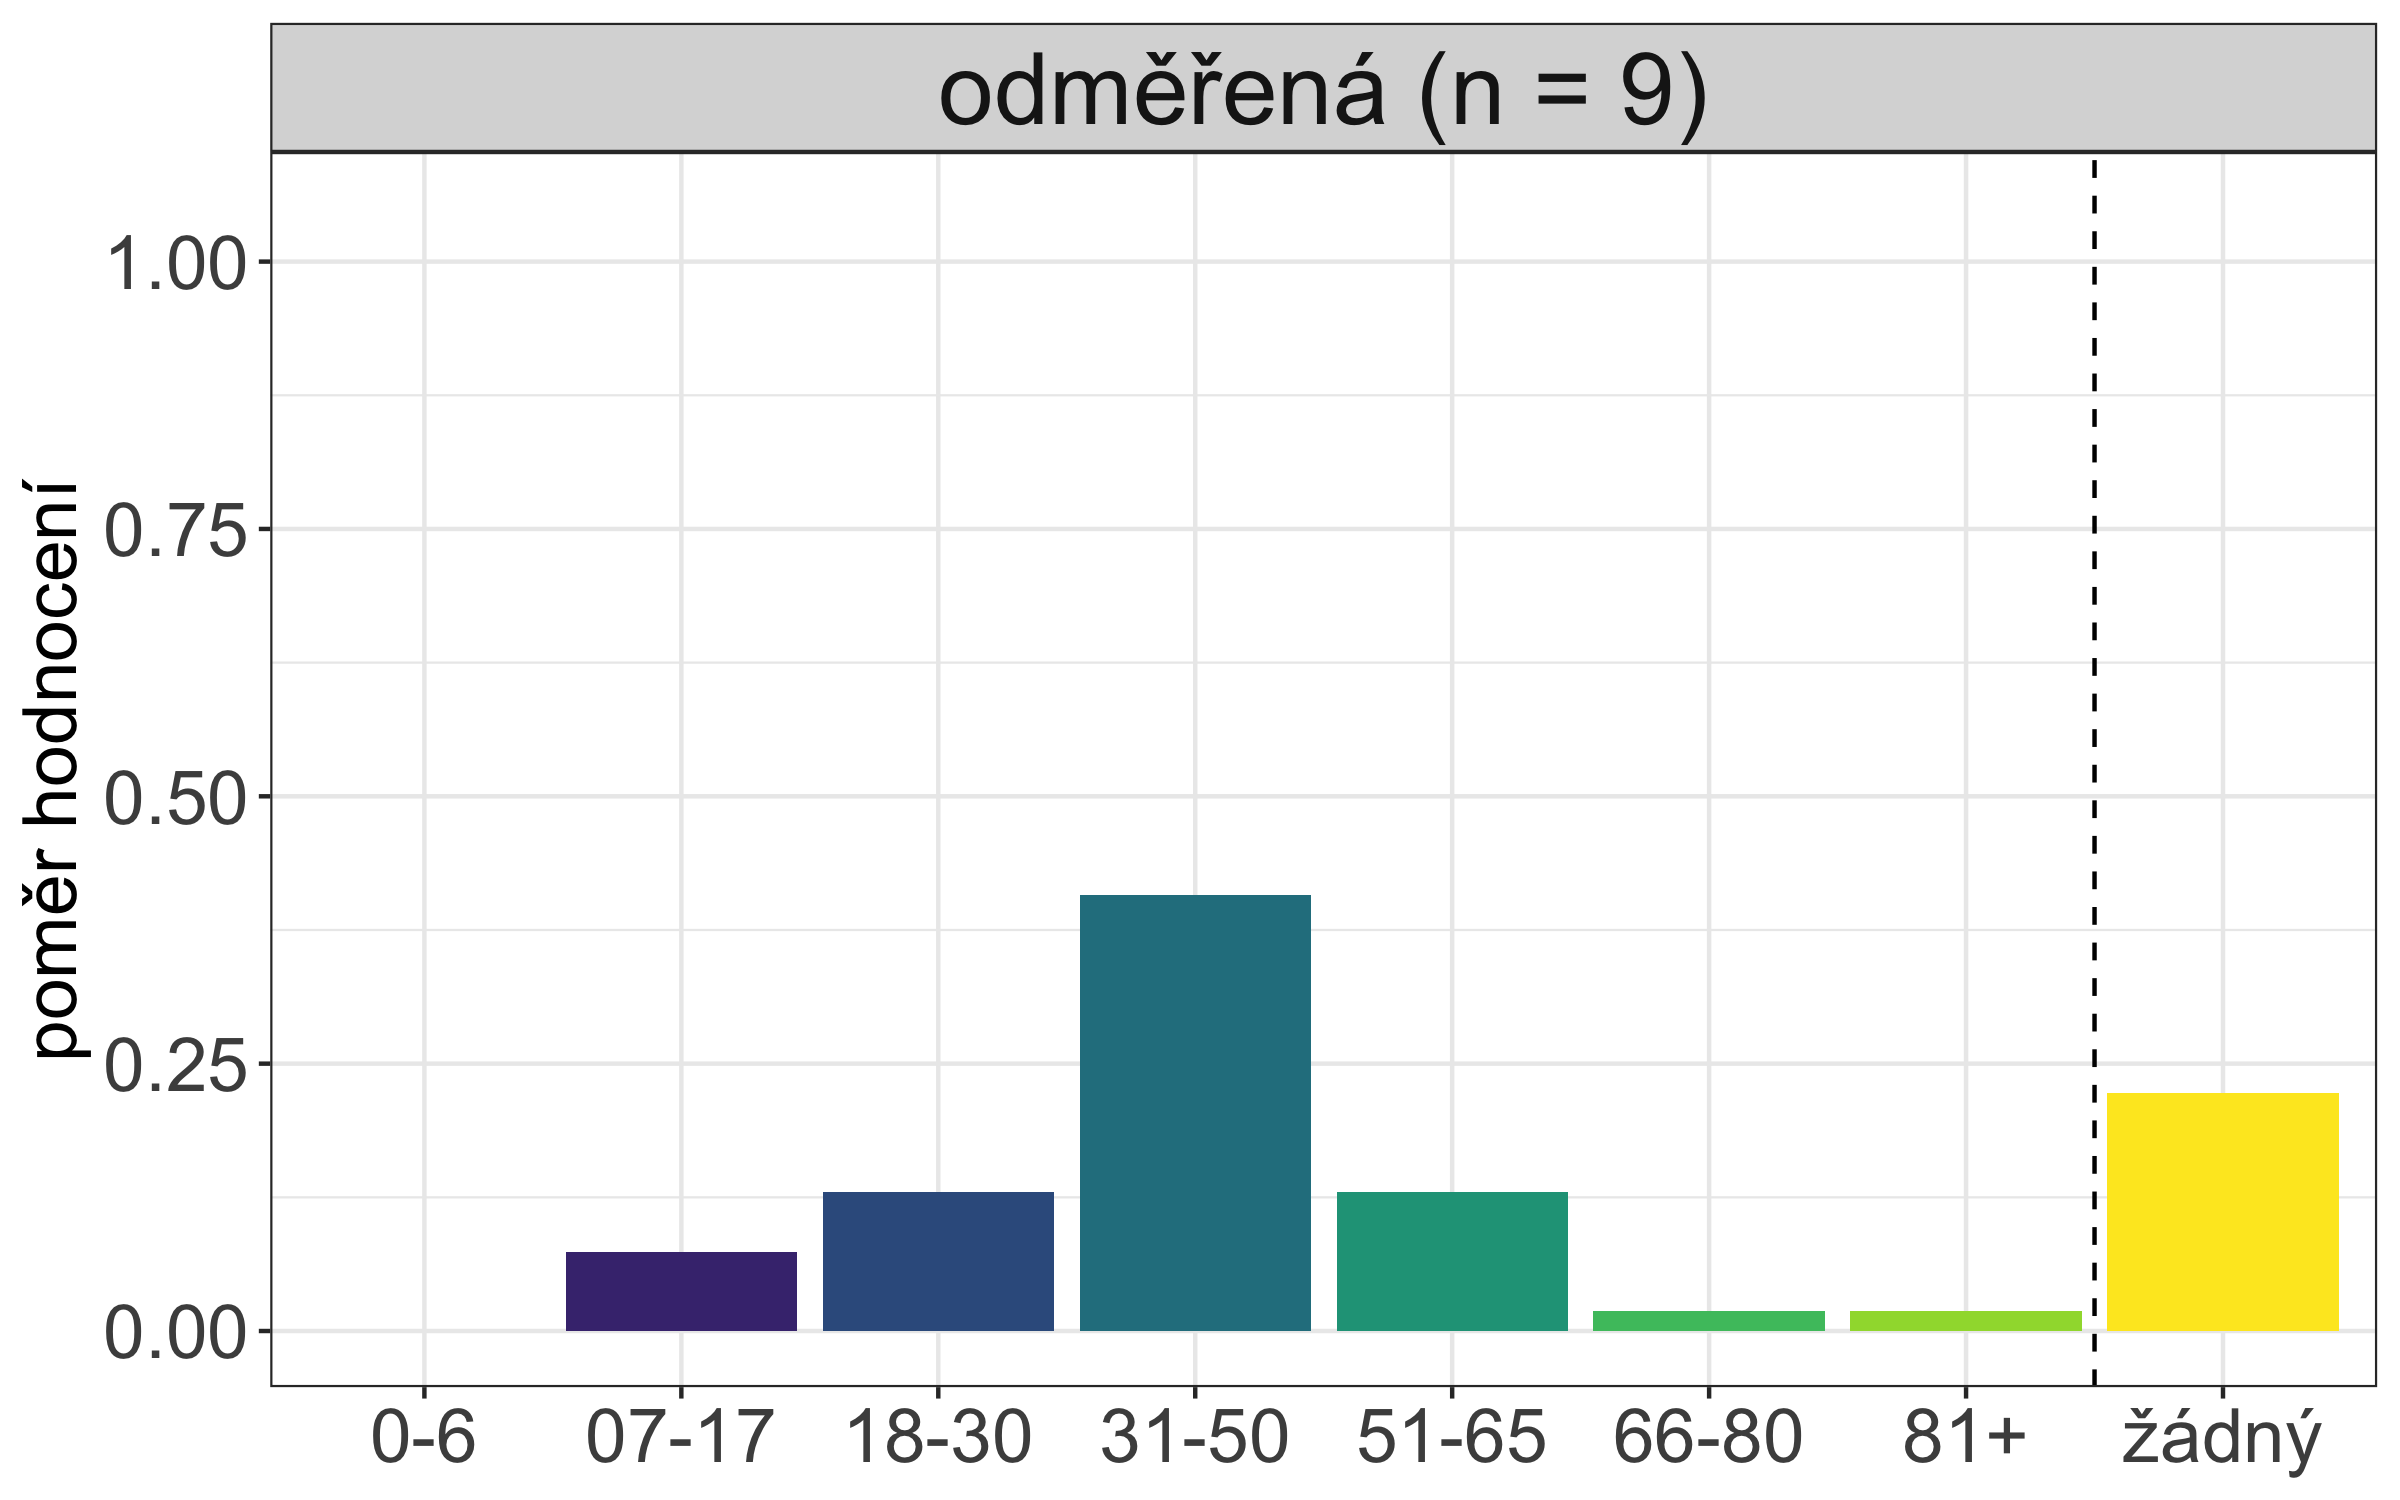 odměřená (n = 9)
poměr hodnocení
1.00
0.75
0.50
0.25
0.00
0-6 07-17 18-30 31-50 51-65 66-80 81+ žádný